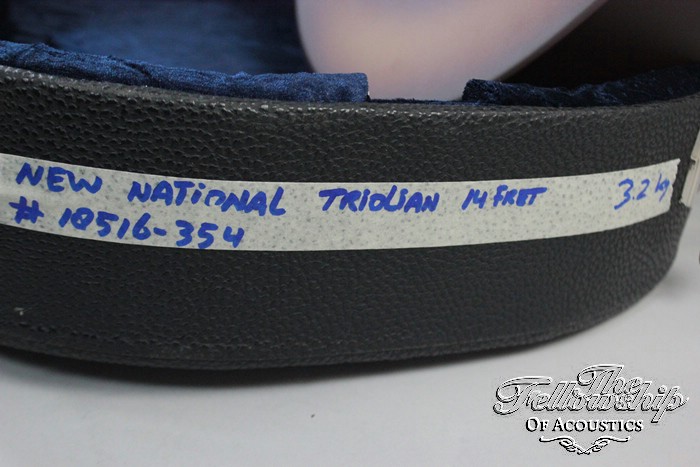 NEW NATIONAL TRIOLIAN 14 FRET 3.2 kg
# 10516-354
The
Fellowship
OF ACOUSTICS